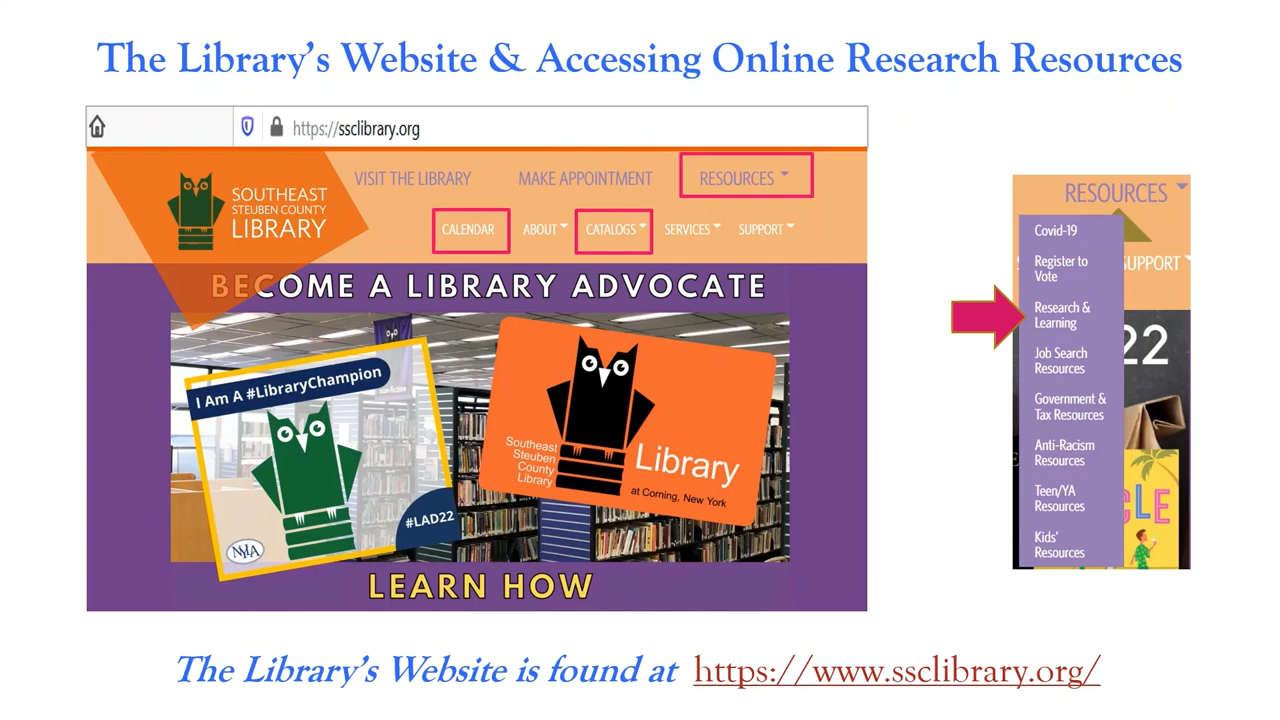 The Library's Website & Accessing Online Research Resources
https://ssclibrary.org
SOUTHEAST
STEUBEN COUNTY
LIBRARY
VISIT THE LIBRARY MAKE APPOINTMENT RESOURCES
CALENDAR ABOUT CATALOGS SERVICES SUPPORT
BECOME A LIBRARY ADVOCATE
I Am A #LibraryChampion
#LAD22
NYLA
Southeast
Steuben
County
Library
Library
at Corning, New York
LEARN HOW
RESOURCES
Covid-19
Register to
Vote
SUPPORT
Research &
Learning
22
Job Search
Resources
Government &
Tax Resources
Anti-Racism
Resources
Teen/YA
Resources
CLE
Kids'
Resources
The Library's Website is found at https://www.ssclibrary.org/